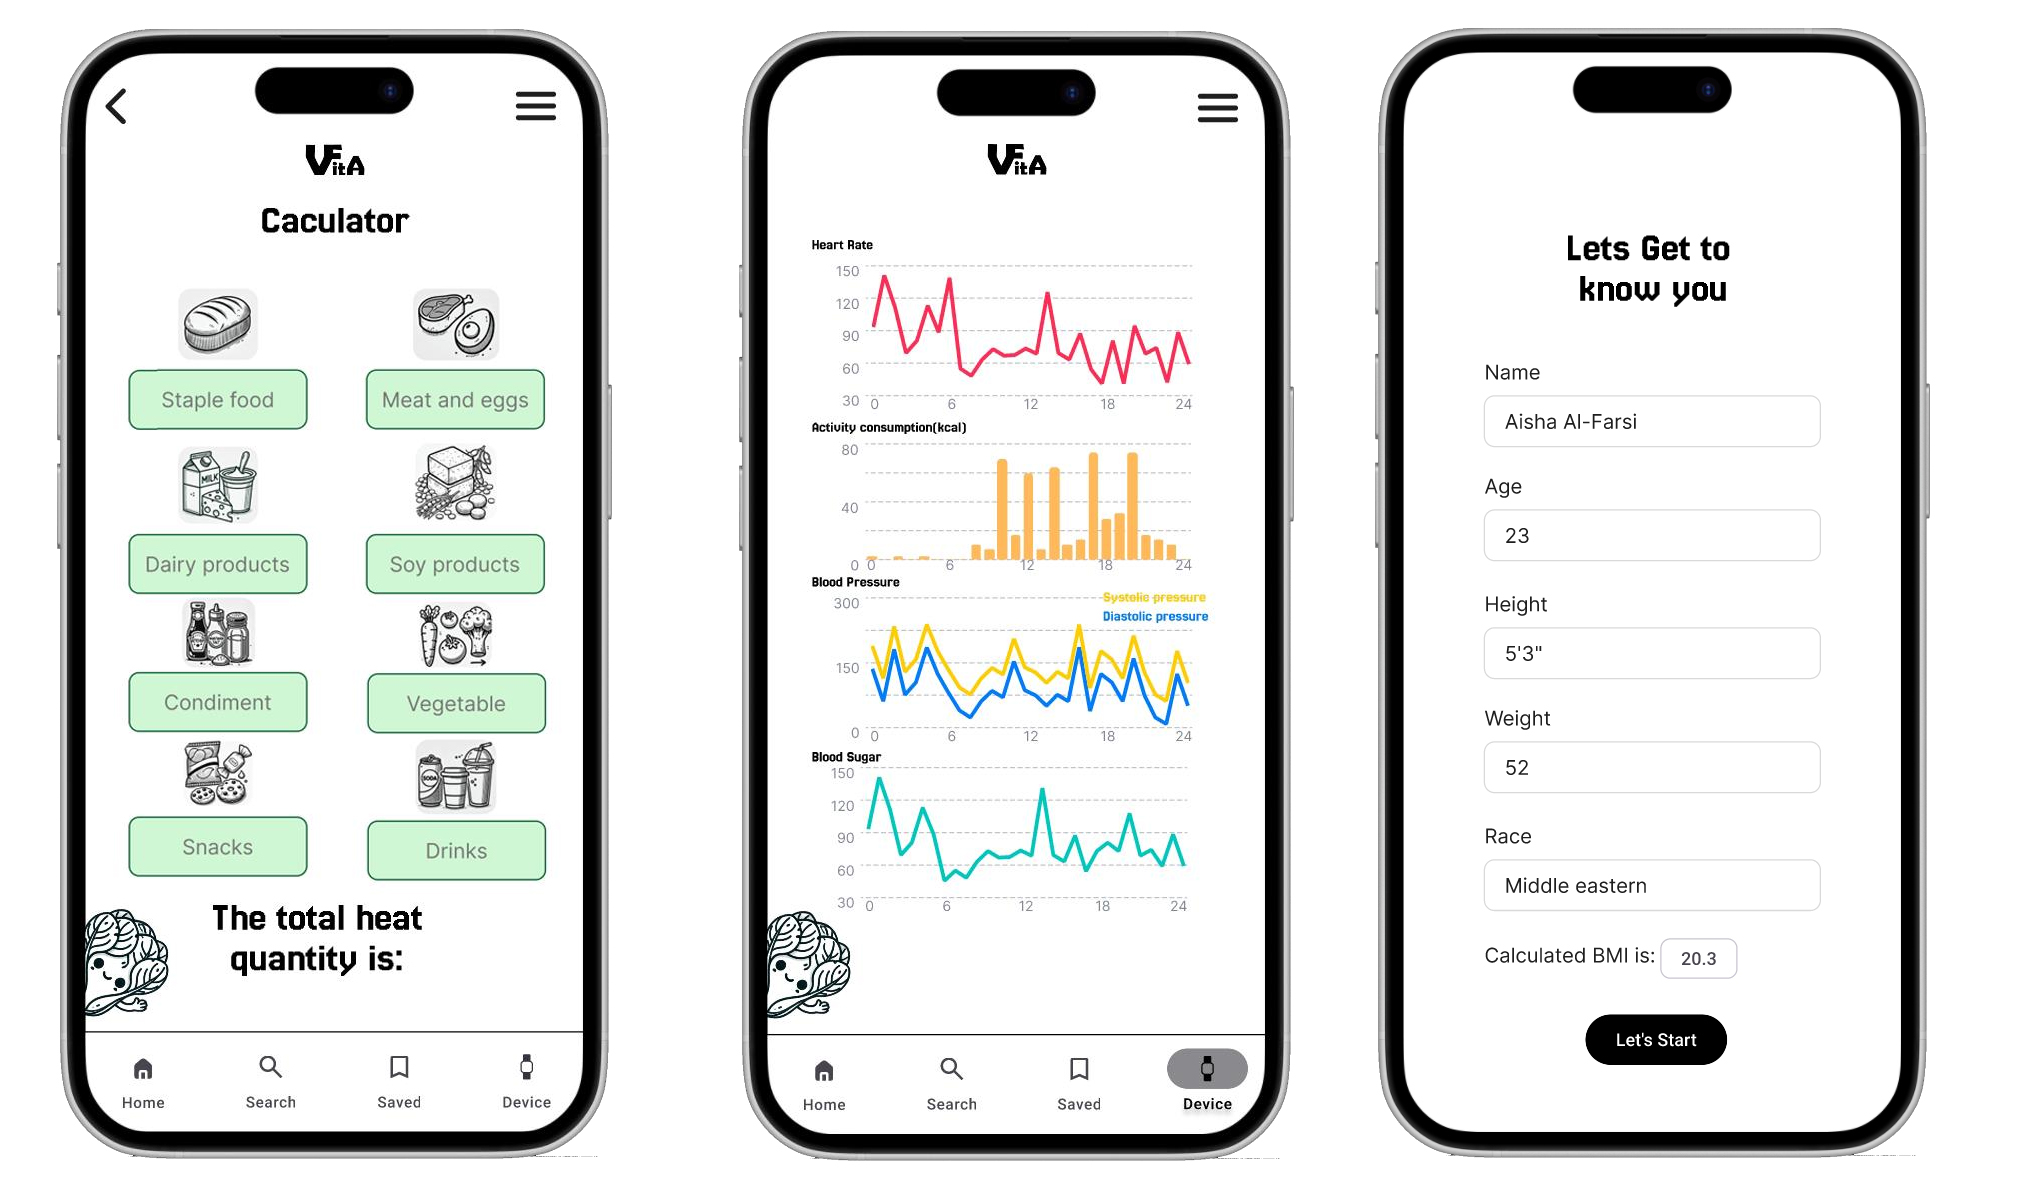 VFitA
Caculator
Staple food
Meat and eggs
MILK
Dairy products
Soy products
Condiment
Vegetable
SODA
Snacks
Drinks
The total heat
quantity is:
Home
Search
Saved
Device
VFitA
Heart Rate
150
120
90
60
30
0
6
12
18
24
Activity consumption(kcal)
80
40
0
0
6
12
18
24
Blood Pressure
Systolic pressure
Diastolic pressure
300
150
0
0
6
12
18
24
Blood Sugar
150
120
90
60
30
0
6
12
18
24
Home
Search
Saved
Device
Lets Get to
know you
Name
Aisha Al-Farsi
Age
23
Height
5'3"
Weight
52
Race
Middle eastern
Calculated BMI is: 20.3
Let's Start